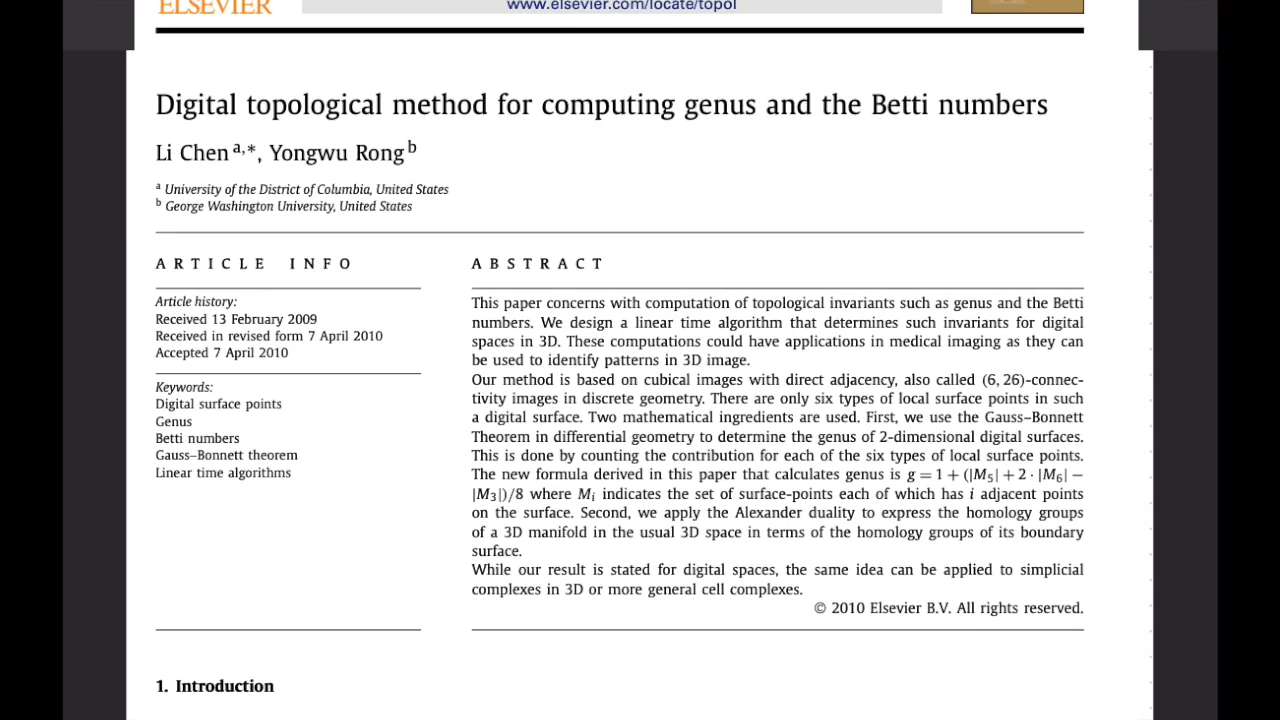 ELSEVIER
www.elsevier.com/locate/topol
Digital topological method for computing genus and the Betti numbers
Li Chen a,*, Yongwu Rong b
a University of the District of Columbia, United States
b George Washington University, United States
ARTICLE INFO
Article history:
Received 13 February 2009
Received in revised form 7 April 2010
Accepted 7 April 2010
Keywords:
Digital surface points
Genus
Betti numbers
Gauss–Bonnett theorem
Linear time algorithms
ABSTRACT
This paper concerns with computation of topological invariants such as genus and the Betti
numbers. We design a linear time algorithm that determines such invariants for digital
spaces in 3D. These computations could have applications in medical imaging as they can
be used to identify patterns in 3D image.
Our method is based on cubical images with direct adjacency, also called (6, 26)-connec-
tivity images in discrete geometry. There are only six types of local surface points in such
a digital surface. Two mathematical ingredients are used. First, we use the Gauss–Bonnett
Theorem in differential geometry to determine the genus of 2-dimensional digital surfaces.
This is done by counting the contribution for each of the six types of local surface points.
The new formula derived in this paper that calculates genus is g = 1 + (|M5| + 2 · |M6| −
|M3|)/8 where Mi indicates the set of surface-points each of which has i adjacent points
on the surface. Second, we apply the Alexander duality to express the homology groups
of a 3D manifold in the usual 3D space in terms of the homology groups of its boundary
surface.
While our result is stated for digital spaces, the same idea can be applied to simplicial
complexes in 3D or more general cell complexes.
© 2010 Elsevier B.V. All rights reserved.
1. Introduction